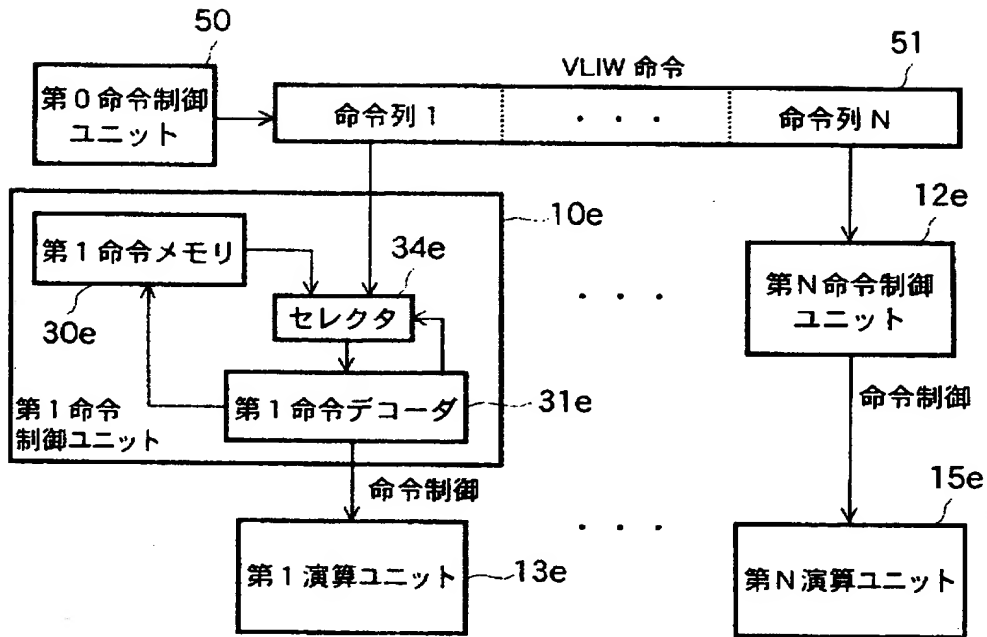 50
51
VLIW 命令
第0命令制御
ユニット
命令列 1
・・・
命令列 N
10e
12e
第1命令メモリ
34e
30e
セレクタ
・・・
第N命令制御
ユニット
第1命令デコーダ
31e
第1命令
制御ユニット
命令制御
命令制御
15e
第1演算ユニット
13e
・・・
第N演算ユニット